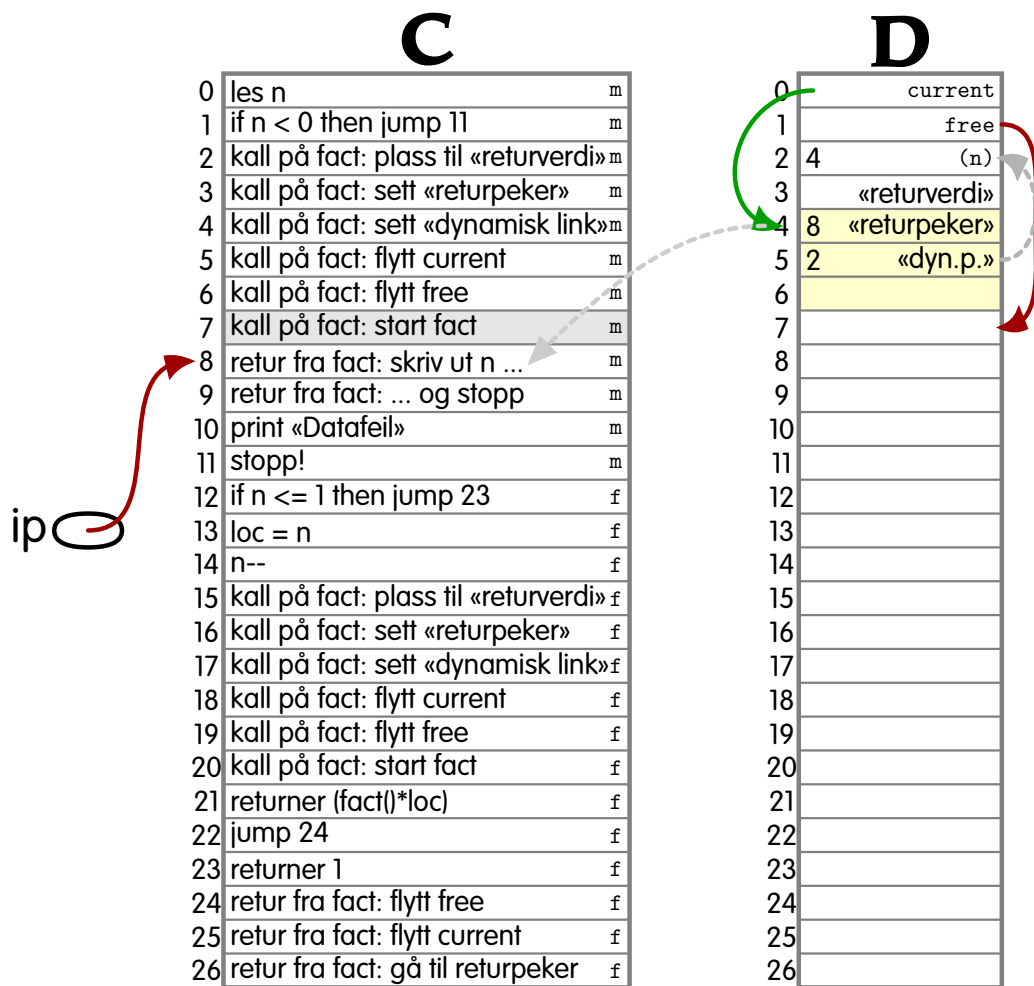 C D
0 les n m 0 current
1 if n < 0 then jump 11 m 1 free
2 kall på fact: plass til «returverdi» m 2 4 (n)
3 kall på fact: sett «returpeker» m 3 «returverdi»
4 kall på fact: sett «dynamisk link» m 4 8 «returpeker»
5 kall på fact: flytt current m 5 2 «dyn.p.»
6 kall på fact: flytt free m 6
7 kall på fact: start fact m 7
8 retur fra fact: skriv ut n ... m 8
9 retur fra fact: ... og stopp m 9
10 print «Datafeil» m 10
11 stopp! m 11
12 if n <= 1 then jump 23 f 12
ip 13 loc = n f 13
14 n-- f 14
15 kall på fact: plass til «returverdi» f 15
16 kall på fact: sett «returpeker» f 16
17 kall på fact: sett «dynamisk link» f 17
18 kall på fact: flytt current f 18
19 kall på fact: flytt free f 19
20 kall på fact: start fact f 20
21 returner (fact()*loc) f 21
22 jump 24 f 22
23 returner 1 f 23
24 retur fra fact: flytt free f 24
25 retur fra fact: flytt current f 25
26 retur fra fact: gå til returpeker f 26